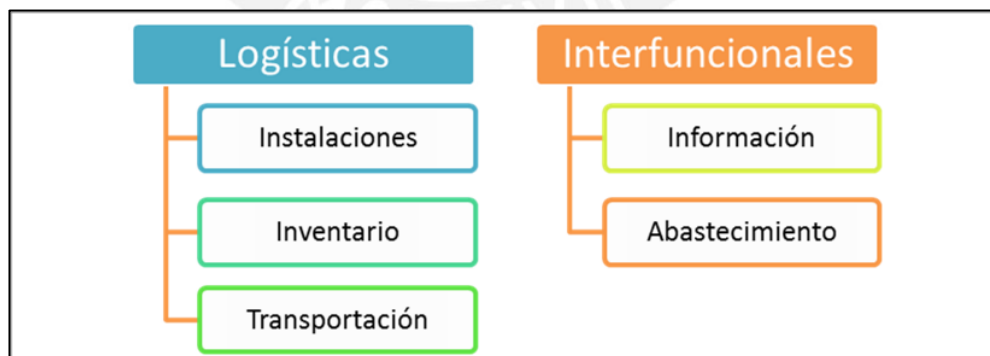 Logísticas
Instalaciones
Inventario
Transportación
Interfuncionales
Información
Abastecimiento